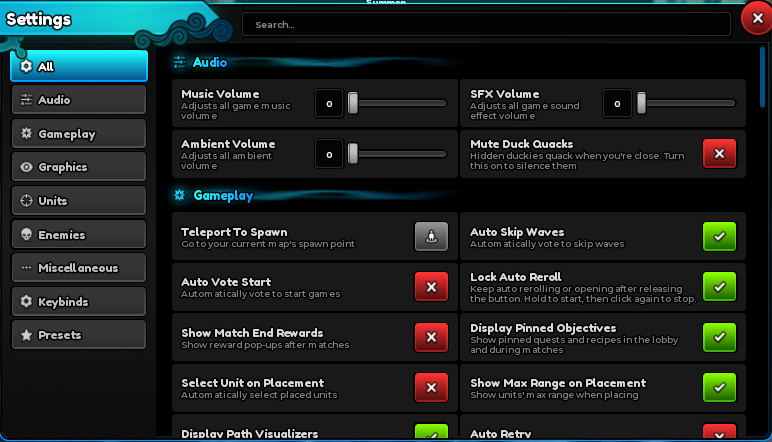 Summon
Settings
Search...
All
Audio
Gameplay
Graphics
Units
Enemies
Miscellaneous
Keybinds
Presets
Audio
Music Volume
Adjusts all game music
volume
0
SFX Volume
Adjusts all game sound
effect volume
0
Ambient Volume
Adjusts all ambient
volume
0
Mute Duck Quacks
Hidden duckies quack when you're close. Turn
this on to silence them
Gameplay
Teleport To Spawn
Go to your current map's spawn point
Auto Skip Waves
Automatically vote to skip waves
Auto Vote Start
Automatically vote to start games
Lock Auto Reroll
Keep auto rerolling or opening after releasing
the button. Hold to start, then click again to stop.
Show Match End Rewards
Show reward pop-ups after matches
Display Pinned Objectives
Show pinned quests and recipes in the lobby
and during matches
Select Unit on Placement
Automatically select placed units
Show Max Range on Placement
Show units' max range when placing
Display Path Visualizers
Auto Retry